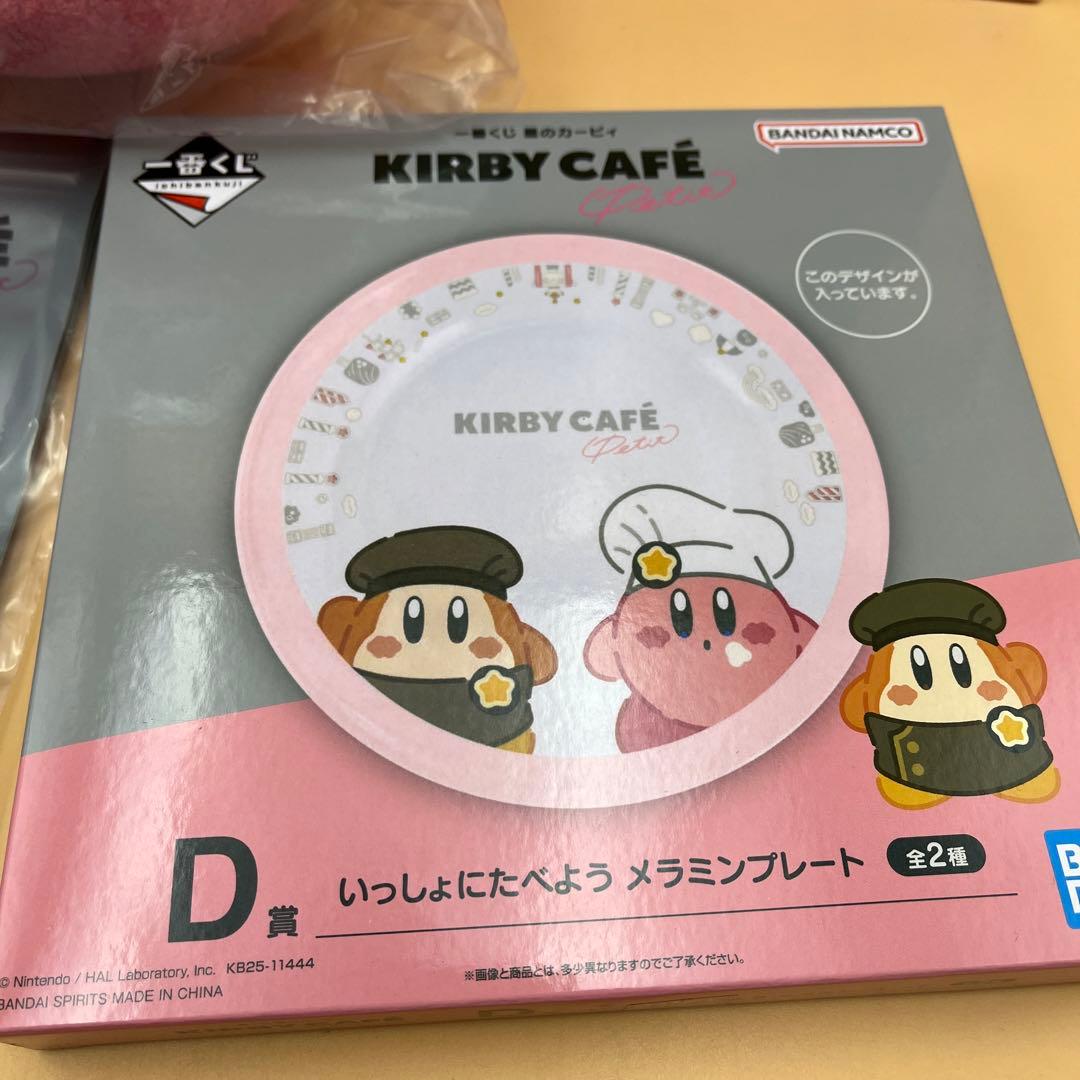 一番くじ
ichibankuji
一番くじ 星のカービィ
KIRBY CAFÉ
Petit
BANDAI NAMCO
このデザインが
入っています。
KIRBY CAFÉ
Petit
D賞
いっしょにたべよう メラミンプレート
全2種
© Nintendo / HAL Laboratory, Inc. KB25-11444
BANDAI SPIRITS MADE IN CHINA
※画像と商品とは、多少異なりますのでご了承ください。